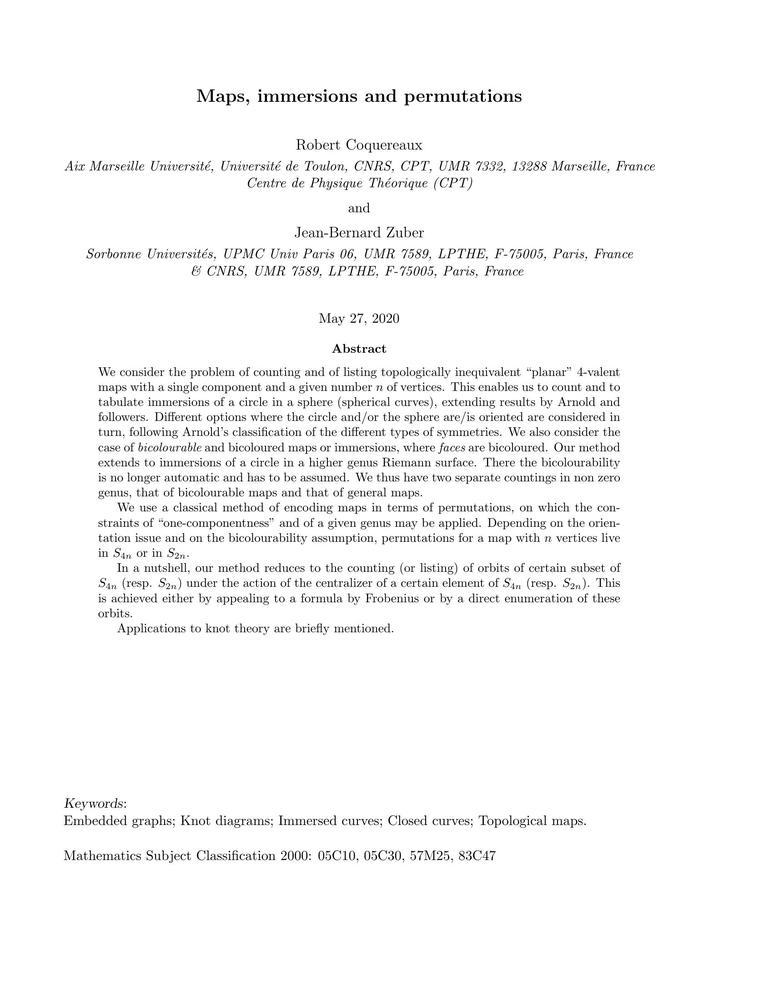 Maps, immersions and permutations
Robert Coquereaux
Aix Marseille Université, Université de Toulon, CNRS, CPT, UMR 7332, 13288 Marseille, France
Centre de Physique Théorique (CPT)
and
Jean-Bernard Zuber
Sorbonne Universités, UPMC Univ Paris 06, UMR 7589, LPTHE, F-75005, Paris, France
& CNRS, UMR 7589, LPTHE, F-75005, Paris, France
May 27, 2020
Abstract
We consider the problem of counting and of listing topologically inequivalent “planar” 4-valent
maps with a single component and a given number n of vertices. This enables us to count and to
tabulate immersions of a circle in a sphere (spherical curves), extending results by Arnold and
followers. Different options where the circle and/or the sphere are/is oriented are considered in
turn, following Arnold’s classification of the different types of symmetries. We also consider the
case of bicolourable and bicoloured maps or immersions, where faces are bicoloured. Our method
extends to immersions of a circle in a higher genus Riemann surface. There the bicolourability
is no longer automatic and has to be assumed. We thus have two separate countings in non zero
genus, that of bicolourable maps and that of general maps.
We use a classical method of encoding maps in terms of permutations, on which the con-
straints of “one-componentness” and of a given genus may be applied. Depending on the orien-
tation issue and on the bicolourability assumption, permutations for a map with n vertices live
in S4n or in S2n.
In a nutshell, our method reduces to the counting (or listing) of orbits of certain subset of
S4n (resp. S2n) under the action of the centralizer of a certain element of S4n (resp. S2n). This
is achieved either by appealing to a formula by Frobenius or by a direct enumeration of these
orbits.
Applications to knot theory are briefly mentioned.
Keywords:
Embedded graphs; Knot diagrams; Immersed curves; Closed curves; Topological maps.
Mathematics Subject Classification 2000: 05C10, 05C30, 57M25, 83C47